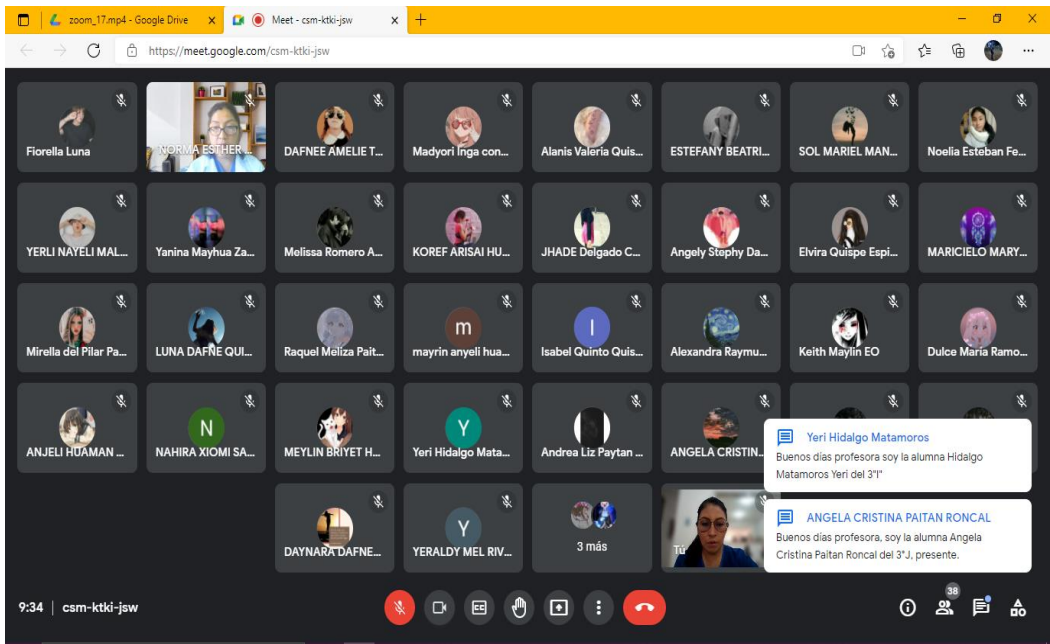 zoom_17.mp4 - Google Drive
Meet - csm-ktki-jsw
https://meet.google.com/csm-ktki-jsw
Fiorella Luna
NORMA ESTHER ...
DAFNEE AMELIE T...
Madyori Inga con...
Alanis Valeria Quis...
ESTEFANY BEATRI...
SOL MARIEL MAN...
Noelia Esteban Fe...
YERLI NAYELI MAL...
Yanina Mayhua Za...
Melissa Romero A...
KOREF ARISAI HU...
JHADE Delgado C...
Angely Stephy Da...
Elvira Quispe Espi...
MARICIELO MARY...
Mirella del Pilar Pa...
LUNA DAFNE QUI...
Raquel Meliza Pait...
m
mayrin anyeli hua...
I
Isabel Quinto Quis...
Alexandra Raymu...
Keith Maylin EO
Dulce María Ramo...
ANJELI HUAMAN ...
N
NAHIRA XIOMI SA...
MEYLIN BRIYET H...
Y
Yeri Hidalgo Mata...
Andrea Liz Paytan ...
ANGELA CRISTIN...
Yeri Hidalgo Matamoros
Buenos días profesora soy la alumna Hidalgo
Matamoros Yeri del 3"I"
DAYNARA DAFNE...
Y
YERALDY MEL RIV...
3 más
Tú
ANGELA CRISTINA PAITAN RONCAL
Buenos días profesora, soy la alumna Angela
Cristina Paitan Roncal del 3°J, presente.
9:34 | csm-ktki-jsw
CC
38